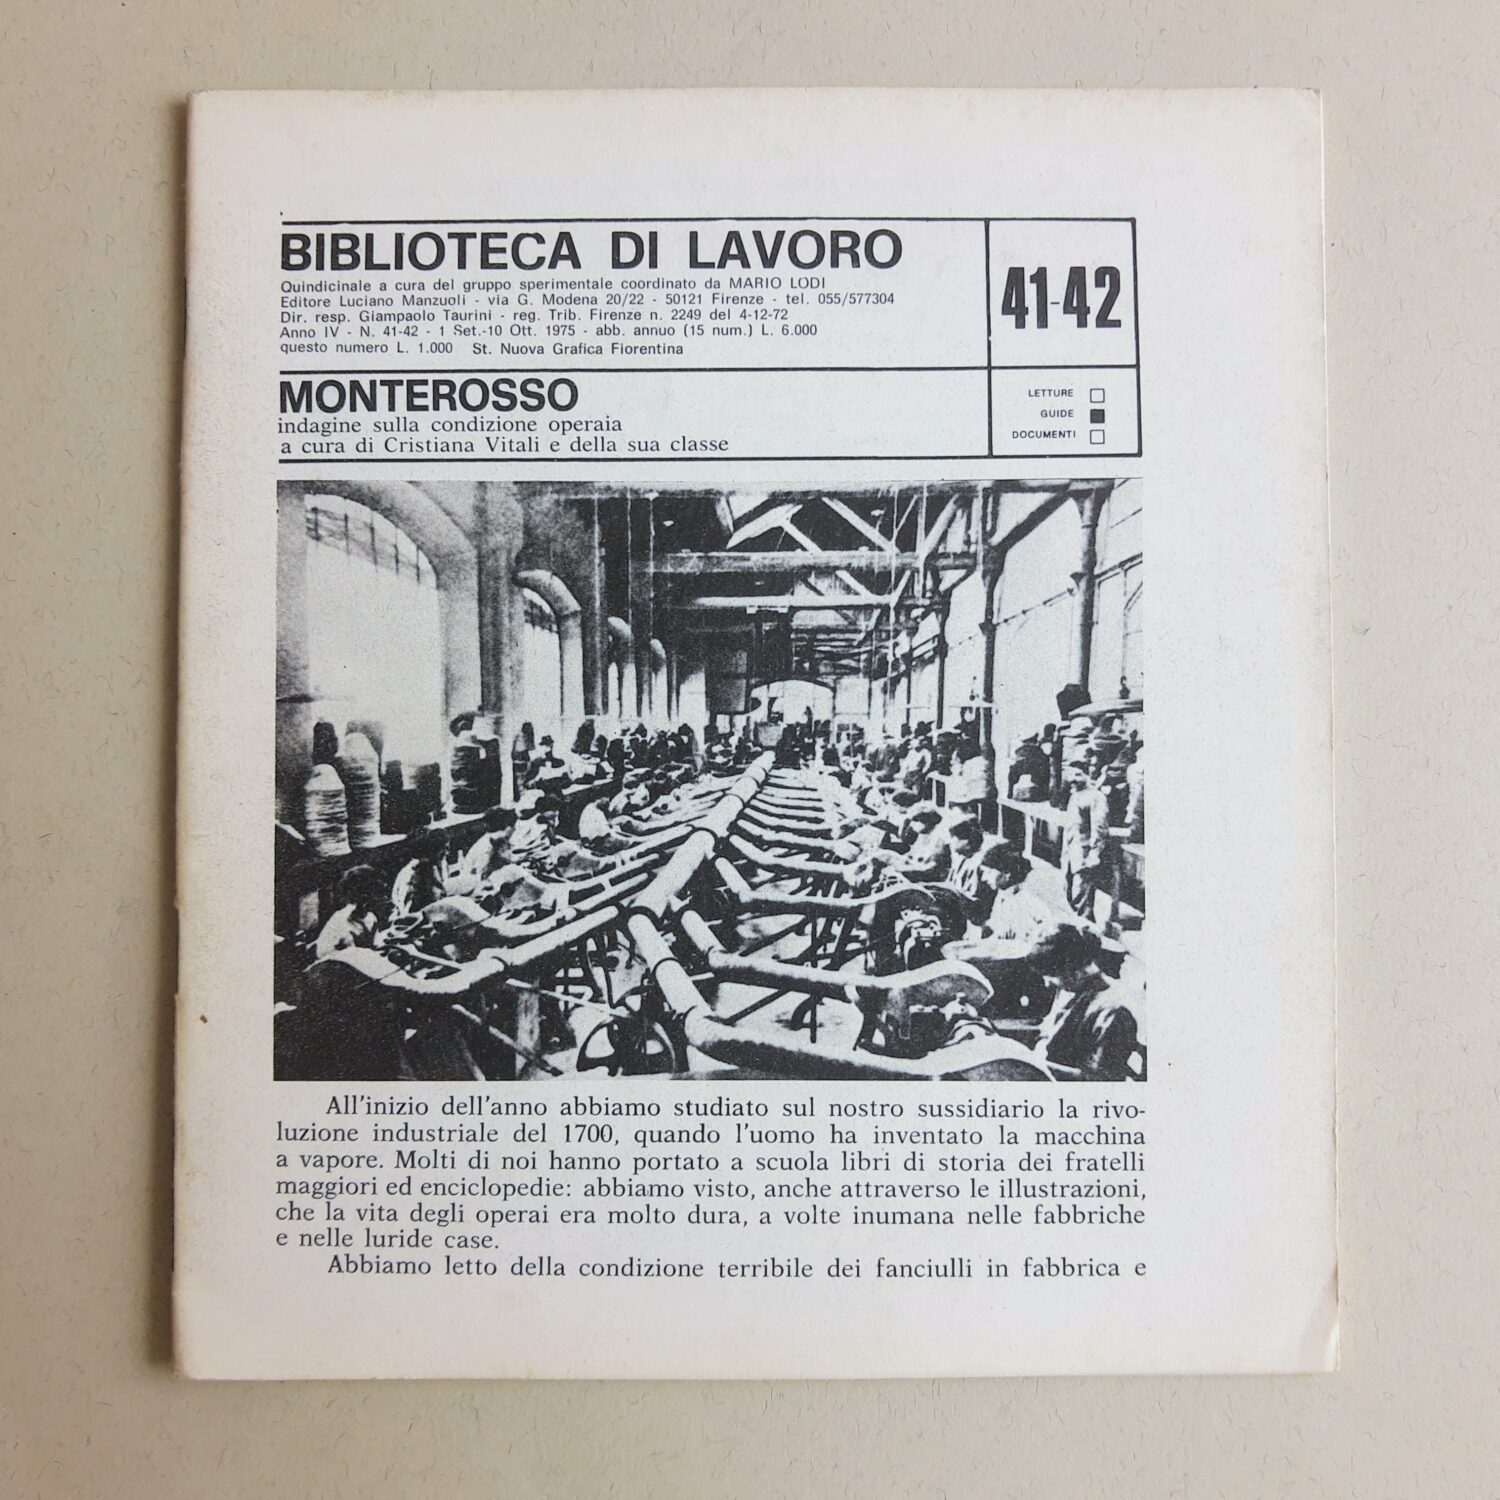 BIBLIOTECA DI LAVORO
Quindicinale a cura del gruppo sperimentale coordinato da MARIO LODI
Editore Luciano Manzuoli - via G. Modena 20/22 - 50121 Firenze - tel. 055/577304
Dir. resp. Giampaolo Taurini - reg. Trib. Firenze n. 2249 del 4-12-72
Anno IV - N. 41-42 - 1 Set.-10 Ott. 1975 - abb. annuo (15 num.) L. 6.000
questo numero L. 1.000 St. Nuova Grafica Fiorentina
41-42
MONTEROSSO
indagine sulla condizione operaia
a cura di Cristiana Vitali e della sua classe
LETTURE
GUIDE
DOCUMENTI
All'inizio dell'anno abbiamo studiato sul nostro sussidiario la rivo-
luzione industriale del 1700, quando l'uomo ha inventato la macchina
a vapore. Molti di noi hanno portato a scuola libri di storia dei fratelli
maggiori ed enciclopedie: abbiamo visto, anche attraverso le illustrazioni,
che la vita degli operai era molto dura, a volte inumana nelle fabbriche
e nelle luride case.
Abbiamo letto della condizione terribile dei fanciulli in fabbrica e